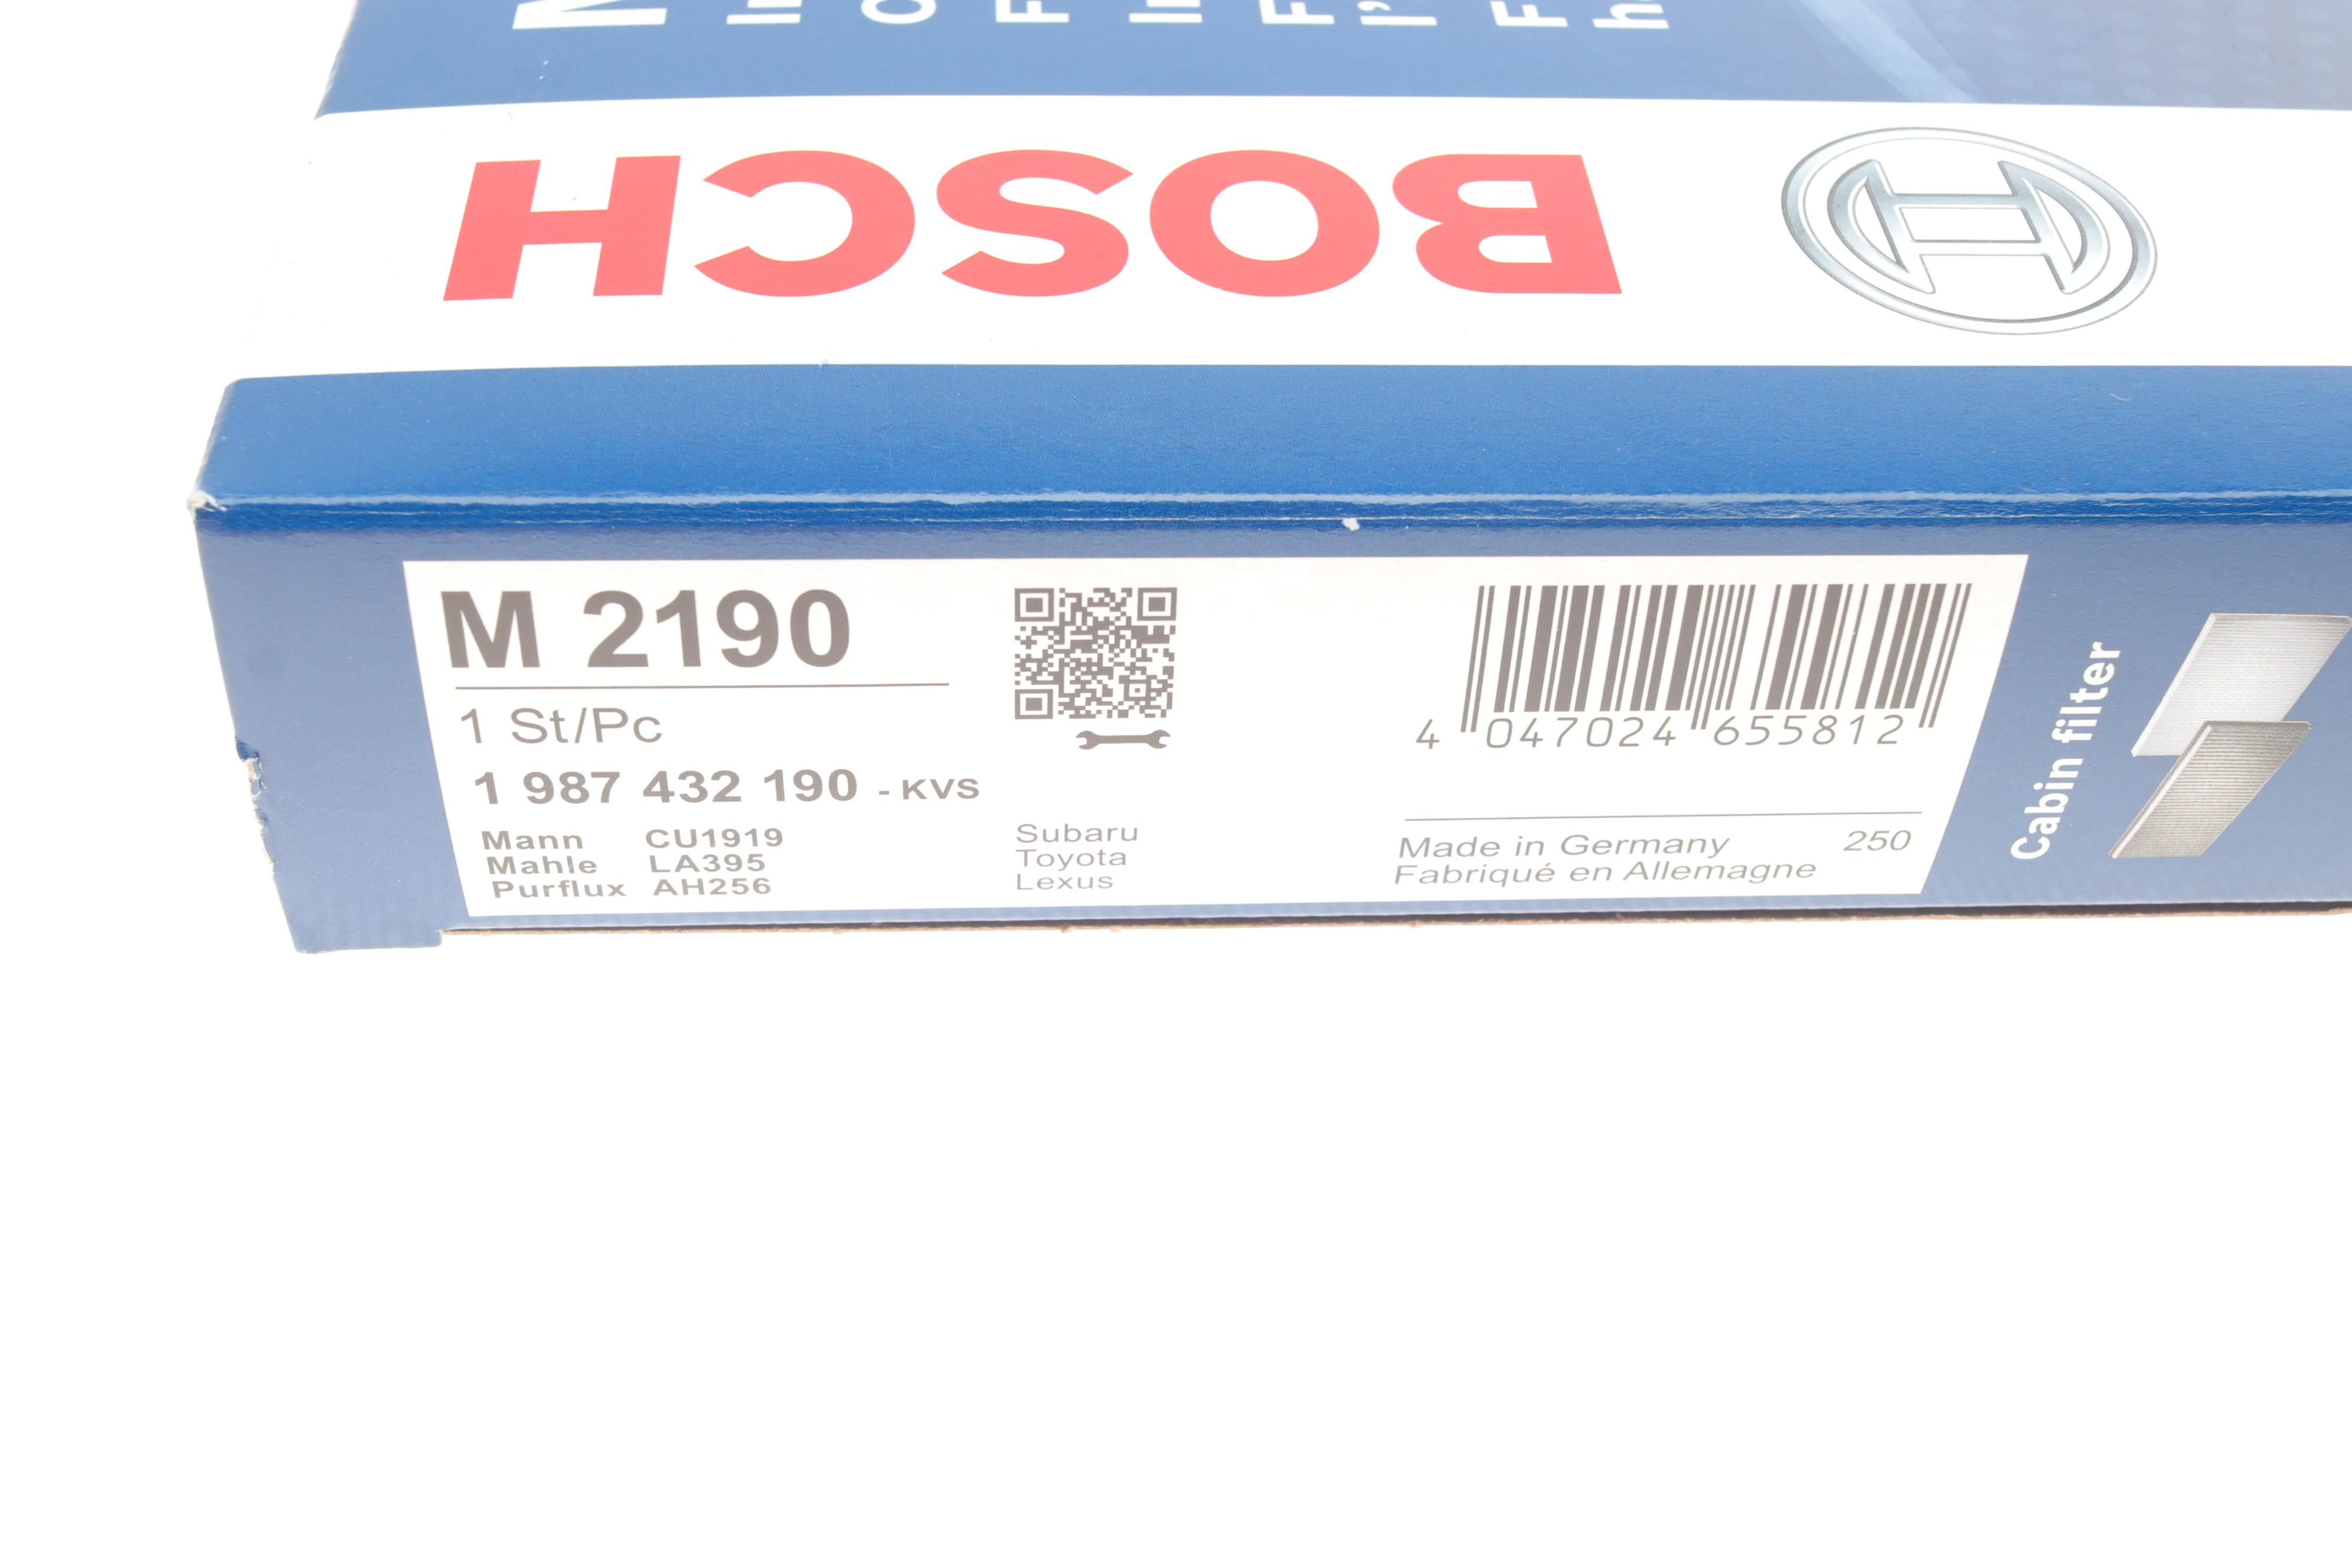 BOSCH
M 2190
1 St/Pc
1 987 432 190 - KVS
Mann CU1919
Mahle LA395
Purflux AH256
Subaru
Toyota
Lexus
4 047024 655812
Made in Germany 250
Fabriqué en Allemagne
Cabin filter